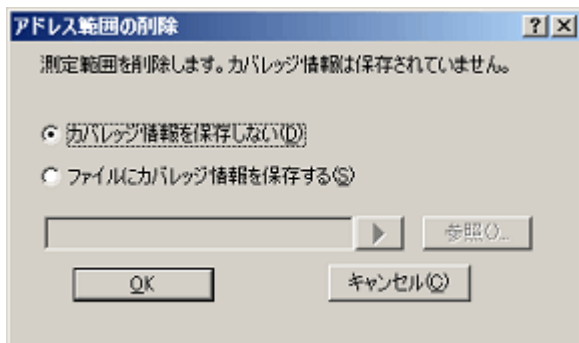 アドレス範囲の削除
測定範囲を削除します。カバレッジ情報は保存されていません。
カバレッジ情報を保存しない(D)
ファイルにカバレッジ情報を保存する(S)
参照()...
OK
キャンセル(C)